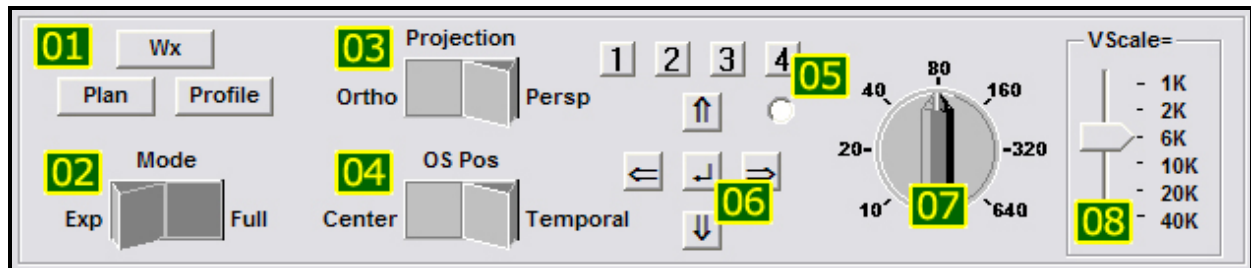 01 Wx
Plan Profile
02 Mode
Exp Full
03 Projection
Ortho Persp
04 OS Pos
Center Temporal
1 2 3 4
05
⇑
⇐ ↵ ⇒
06
⇓
80
40 160
20- -320
10 640
07
VScale=
- 1K
- 2K
- 6K
- 10K
- 20K
- 40K
08